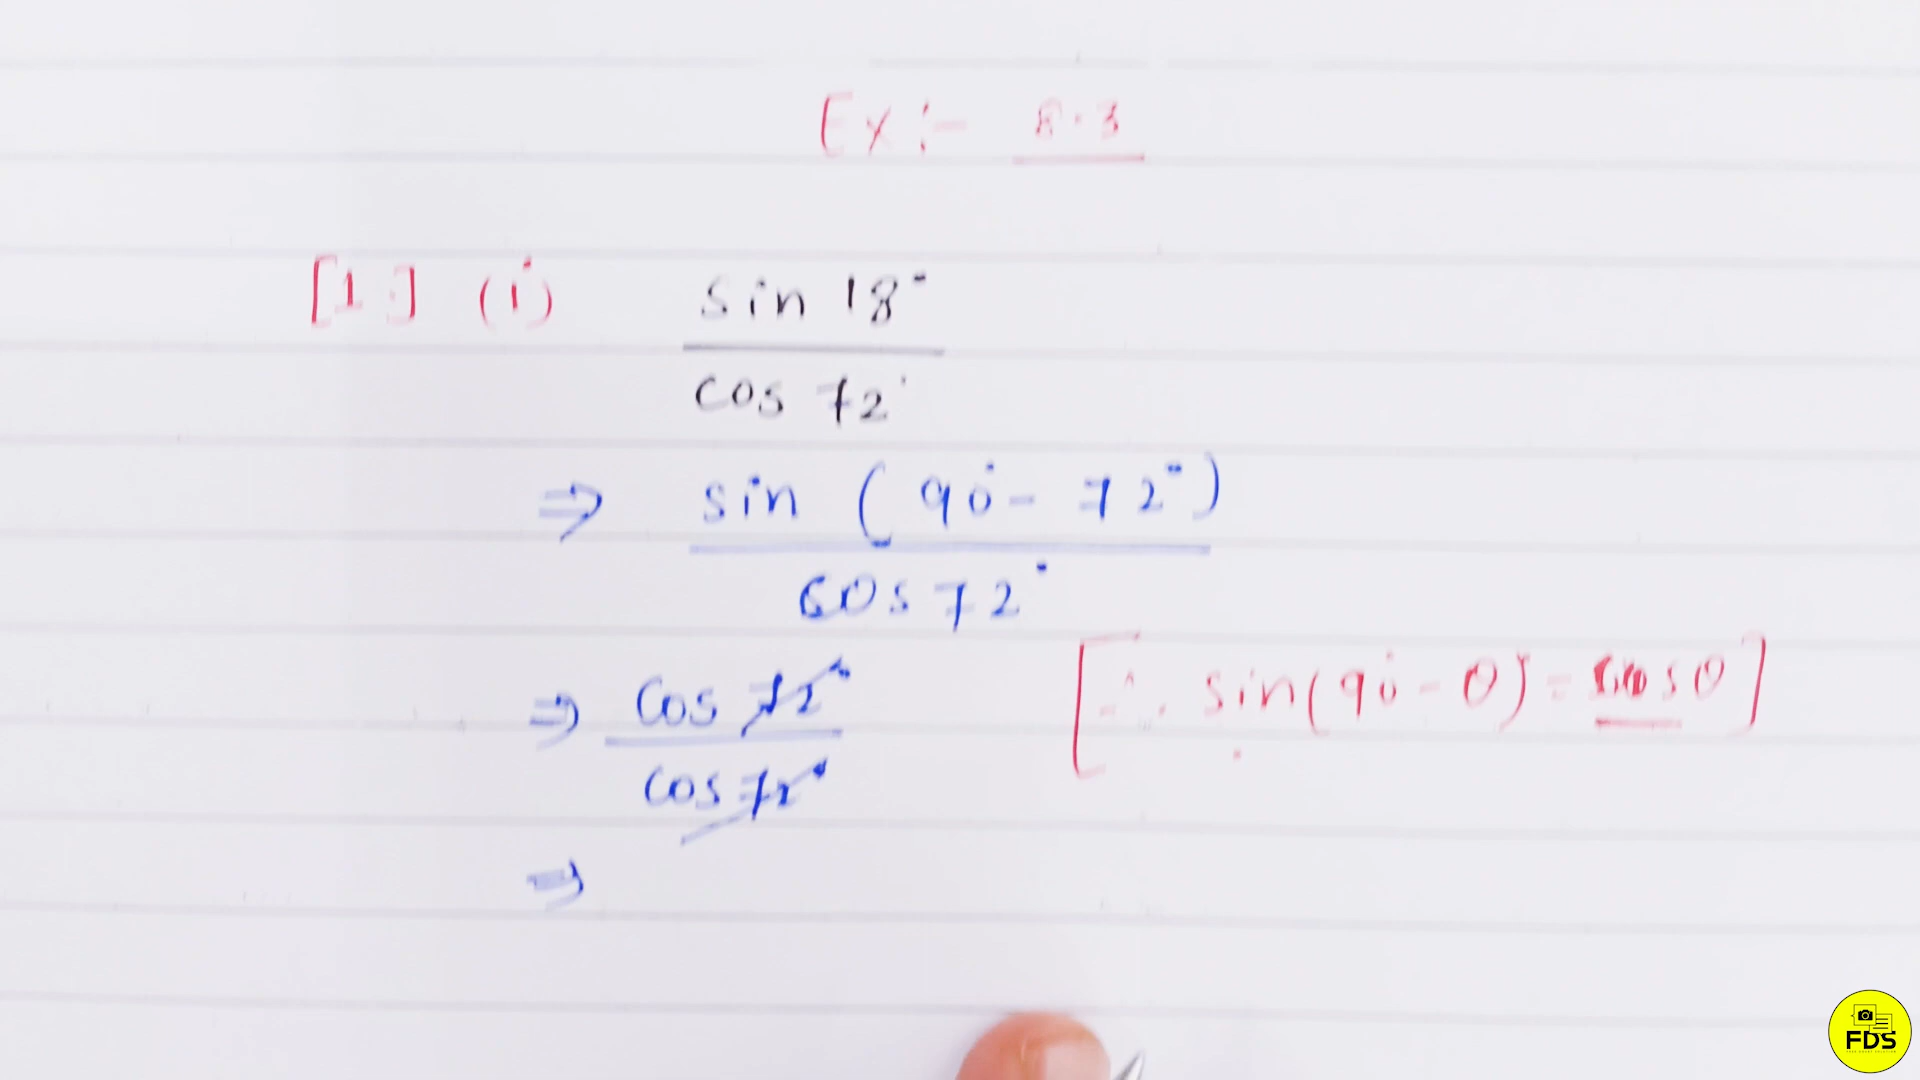 Ex :- 8.3
[1.] (i) sin 18°
cos 72°
⇒ sin (90° - 72°)
cos 72°
⇒ cos 72°
[∴ sin(90° - θ) = cos θ]
cos 72°
⇒
FDS